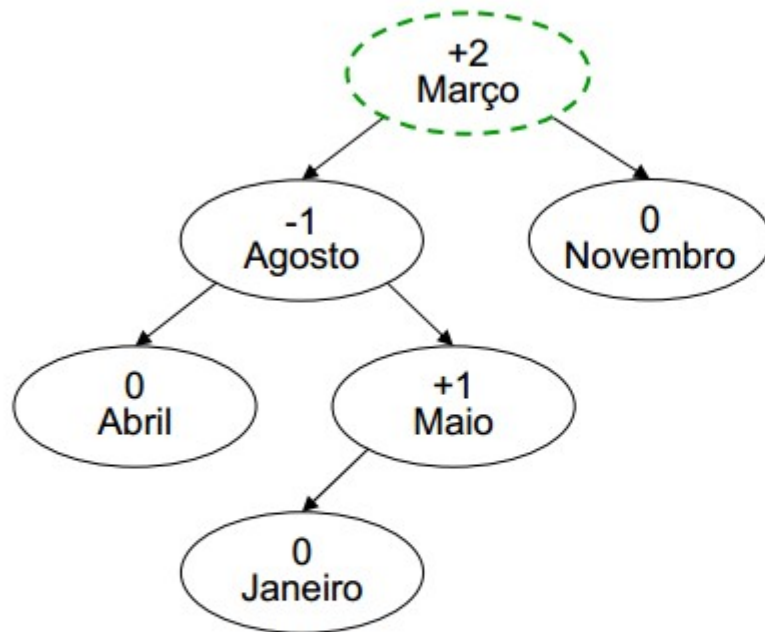 +2
Março
-1
Agosto
0
Novembro
0
Abril
+1
Maio
0
Janeiro